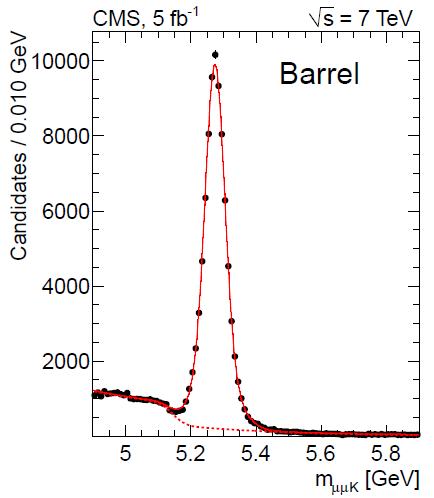 CMS, 5 fb⁻¹ √s = 7 TeV
Barrel
Candidates / 0.010 GeV
10000
8000
6000
4000
2000
5 5.2 5.4 5.6 5.8
m_μμK [GeV]